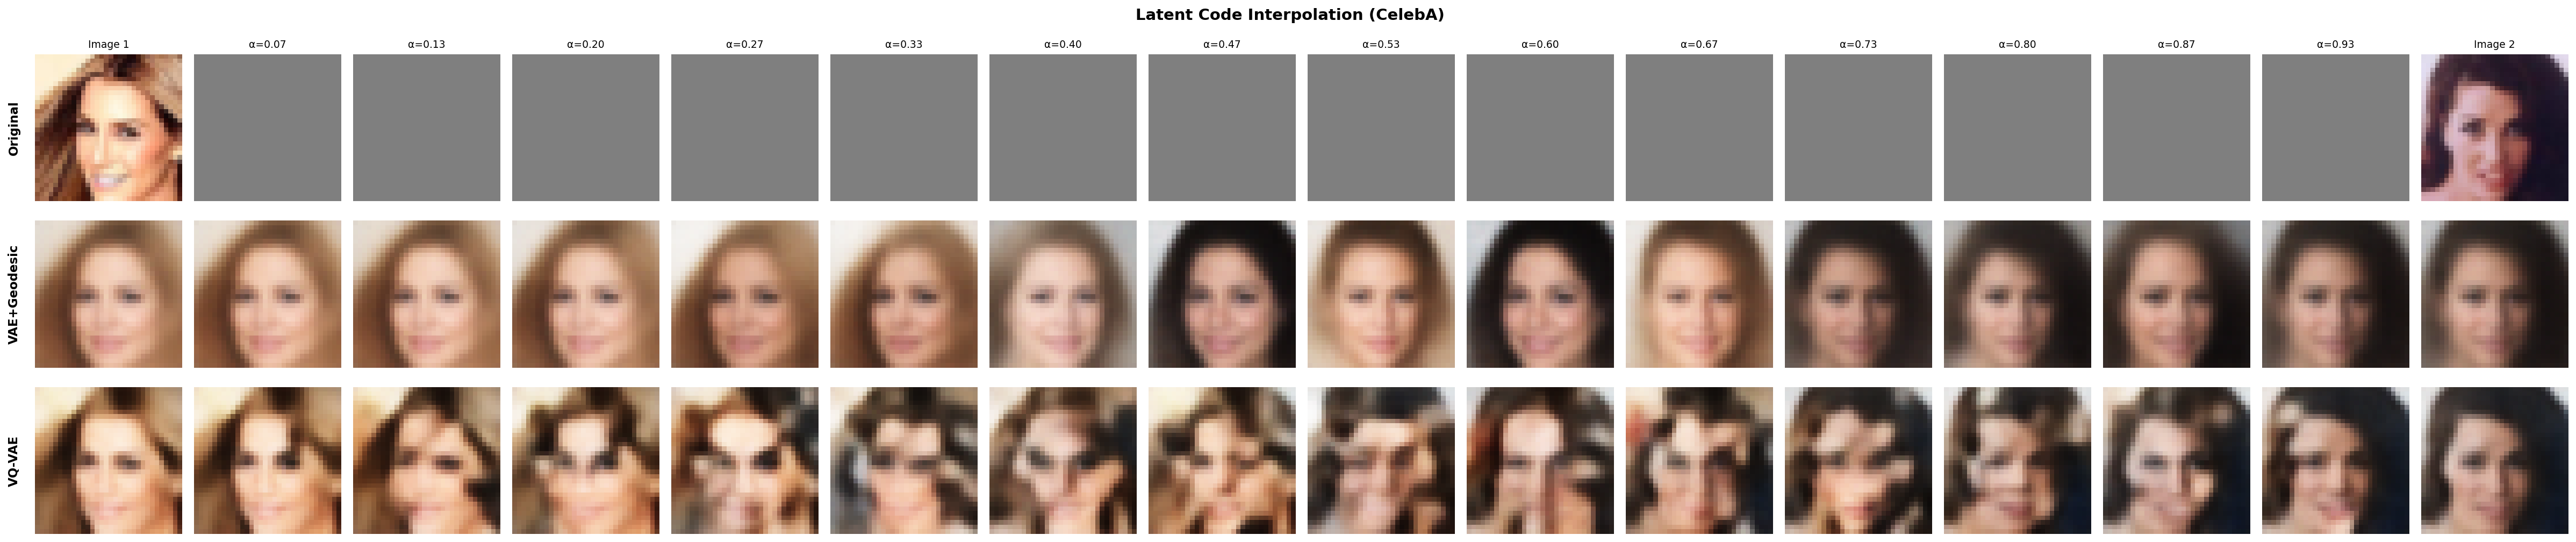 Latent Code Interpolation (CelebA)
Image 1 α=0.07 α=0.13 α=0.20 α=0.27 α=0.33 α=0.40 α=0.47 α=0.53 α=0.60 α=0.67 α=0.73 α=0.80 α=0.87 α=0.93 Image 2
Original
VAE+Geodesic
VQ-VAE